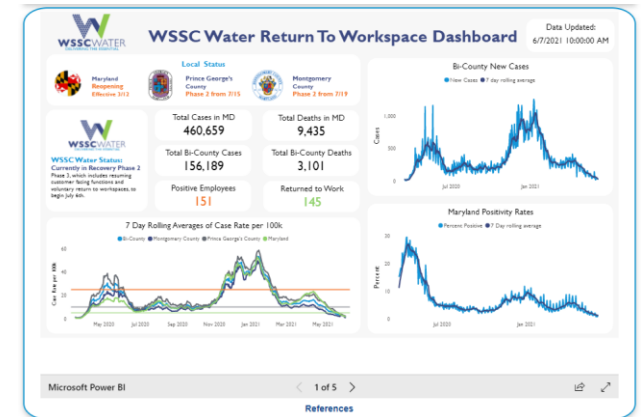 WSSCWATER
WSSC Water Return To Workspace Dashboard
Data Updated:
6/7/2021 10:00:00 AM
Local Status
Maryland
Reopening
Effective 3/12
Prince George's
County
Phase 2 from 7/15
Montgomery
County
Phase 2 from 7/19
WSSCWATER
WSSC Water Status:
Currently in Recovery Phase 2
Phase 3, which includes resuming
customer facing functions and
voluntary return to workspaces, to
begin July 6th.
Total Cases in MD
460,659
Total Deaths in MD
9,435
Total Bi-County Cases
156,189
Total Bi-County Deaths
3,101
Positive Employees
151
Returned to Work
145
Bi-County New Cases
New Cases 7 day rolling average
Cases
1,000
500
0
Jul 2020 Jan 2021
7 Day Rolling Averages of Case Rate per 100k
Bi-County Montgomery County Prince George's County Maryland
Case Rate per 100k
60
40
20
0
May 2020 Jul 2020 Sep 2020 Nov 2020 Jan 2021 Mar 2021 May 2021
Maryland Positivity Rates
Percent Positive 7 Day rolling average
Percent
30
20
10
0
Jul 2020 Jan 2021
Microsoft Power BI
1 of 5
References